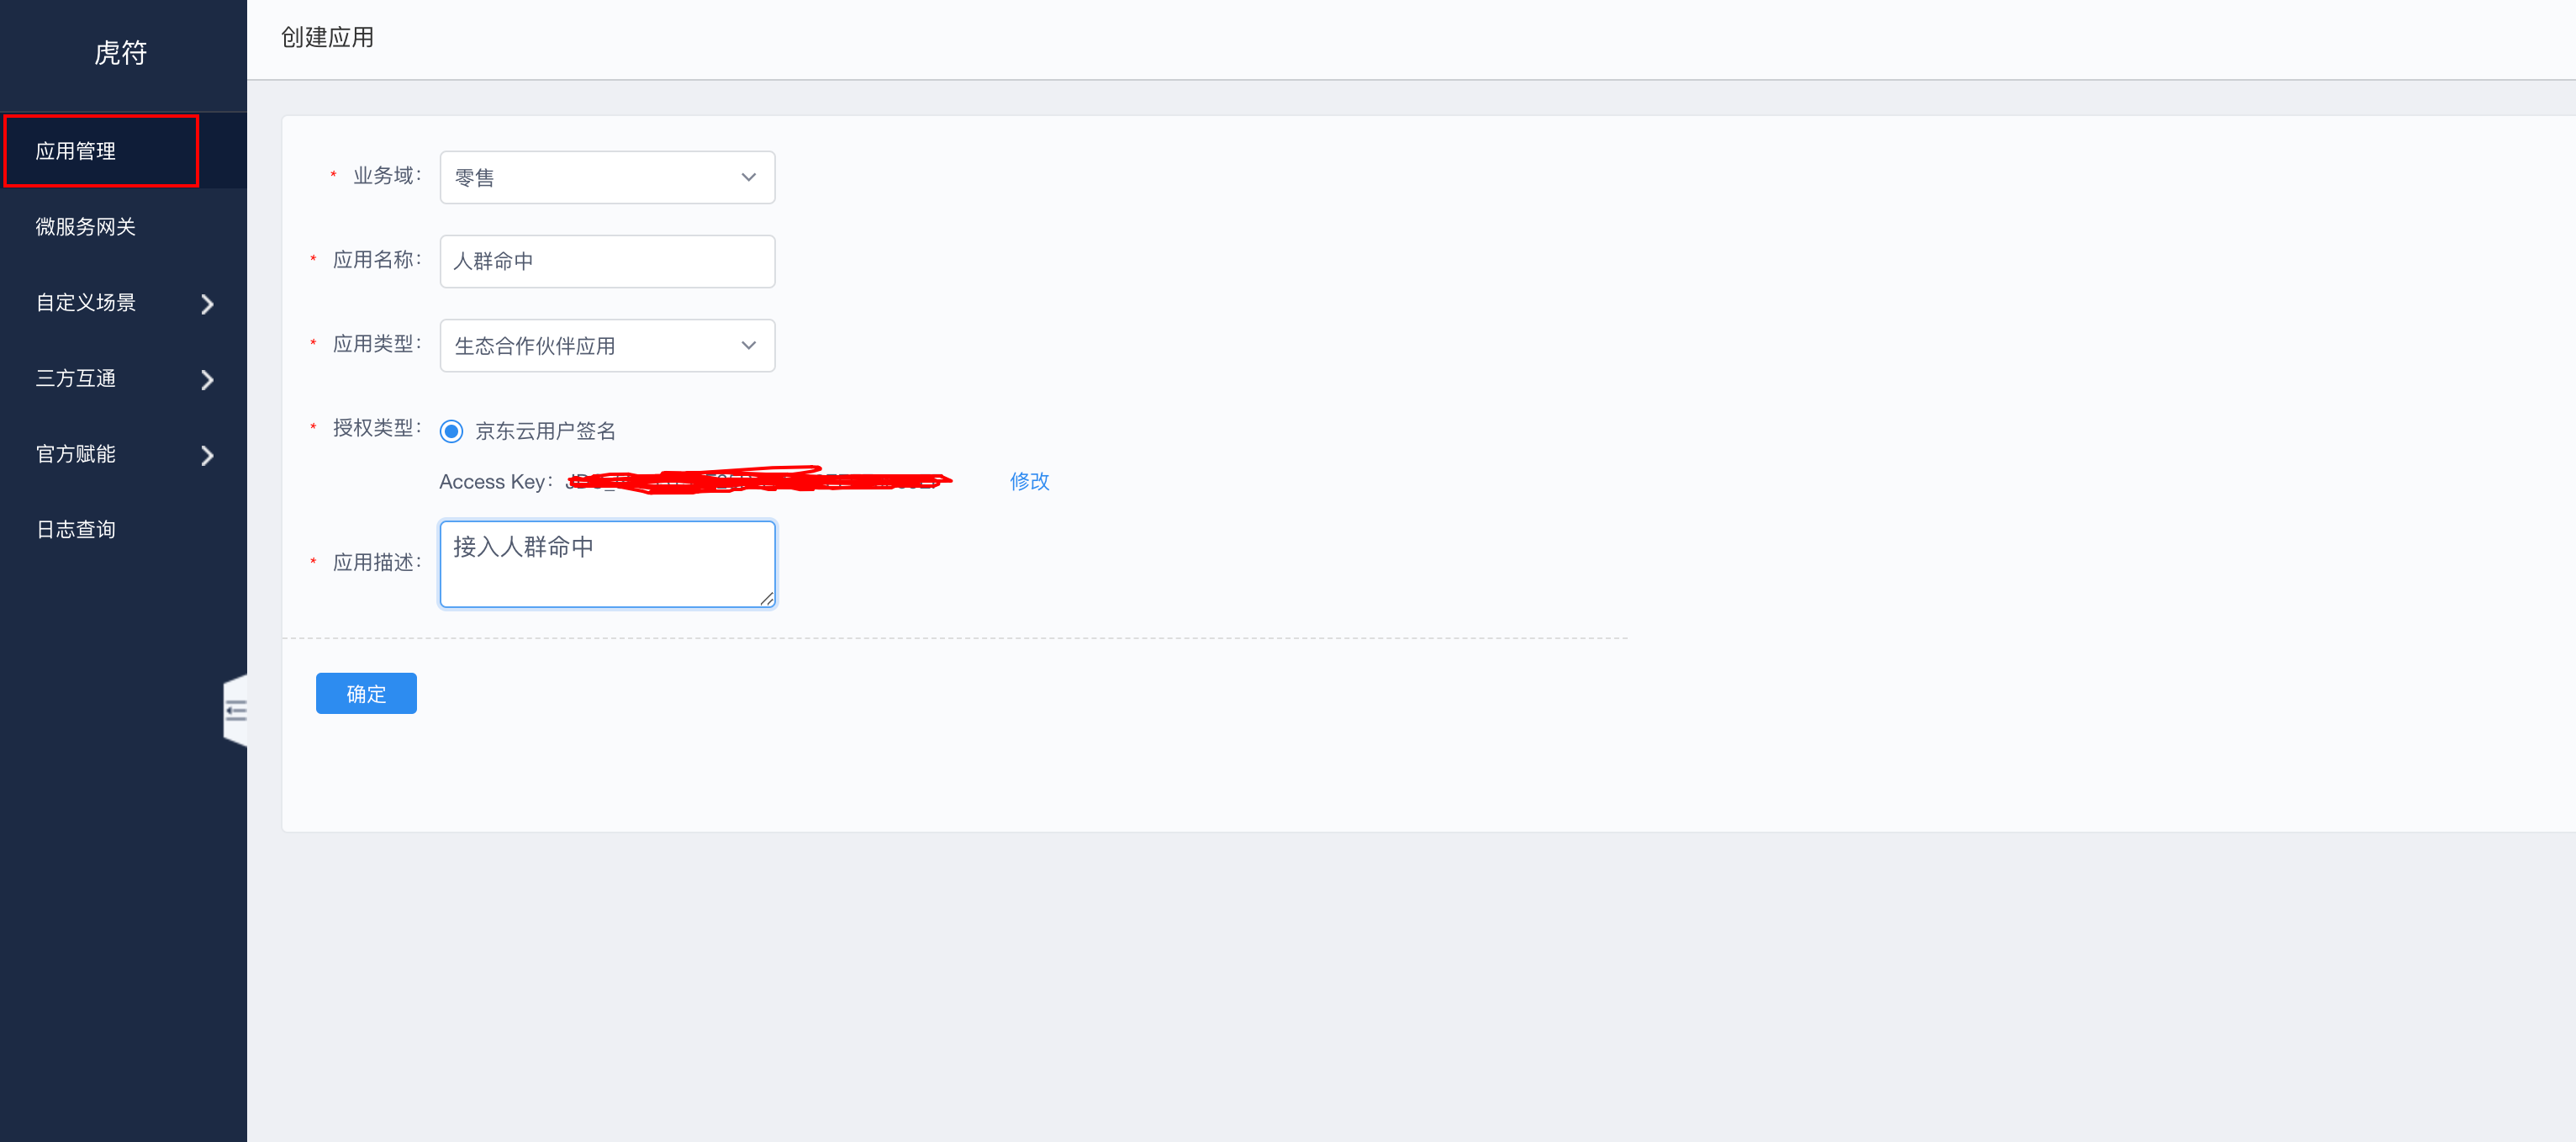 虎符
应用管理
微服务网关
自定义场景
三方互通
官方赋能
日志查询
创建应用
* 业务域: 零售
* 应用名称: 人群命中
* 应用类型: 生态合作伙伴应用
* 授权类型: 京东云用户签名
Access Key: 修改
* 应用描述: 接入人群命中
确定